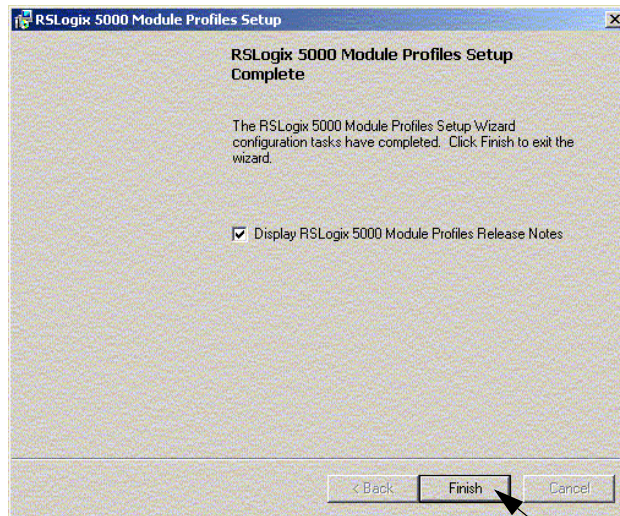 RSLogix 5000 Module Profiles Setup
RSLogix 5000 Module Profiles Setup
Complete
The RSLogix 5000 Module Profiles Setup Wizard
configuration tasks have completed. Click Finish to exit the
wizard.
Display RSLogix 5000 Module Profiles Release Notes
< Back
Finish
Cancel